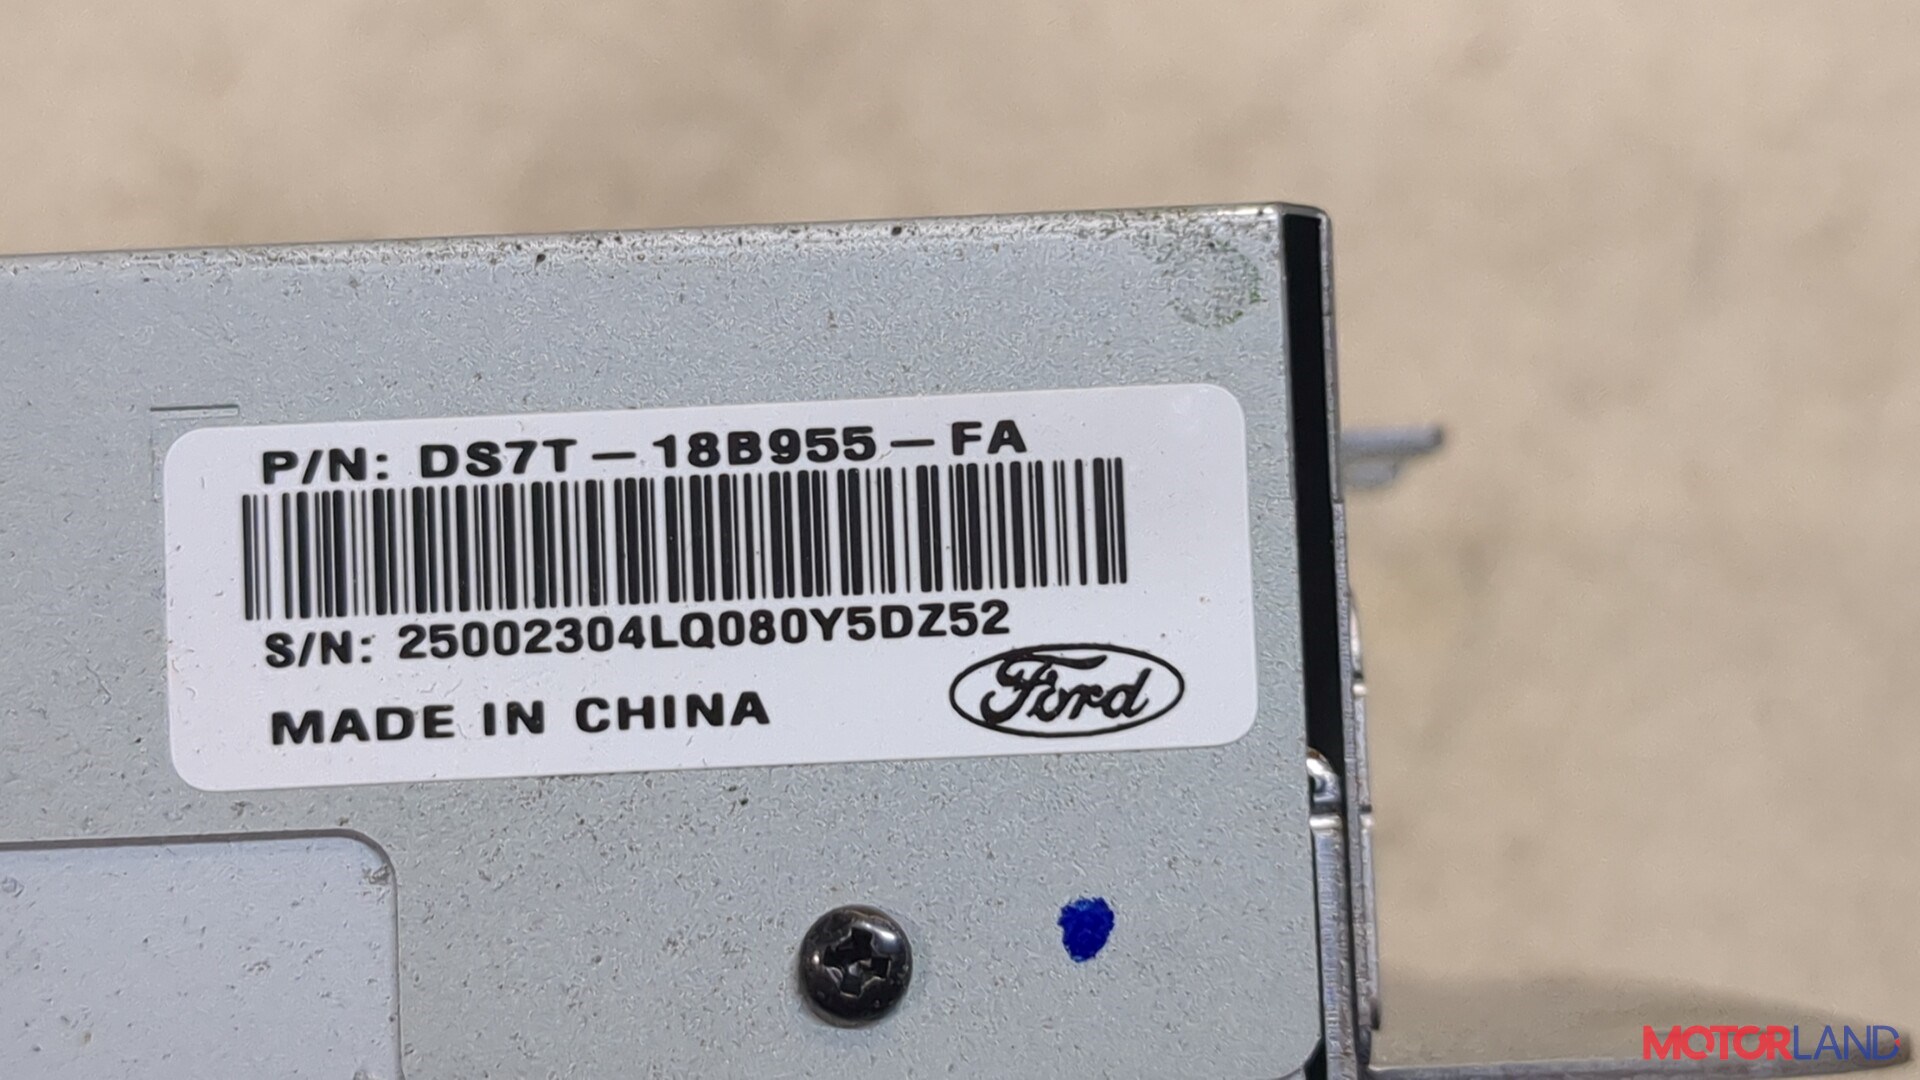 P/N: DS7T-18B955-FA
S/N: 25002304LQ080Y5DZ52
MADE IN CHINA
Ford
MOTORLAND